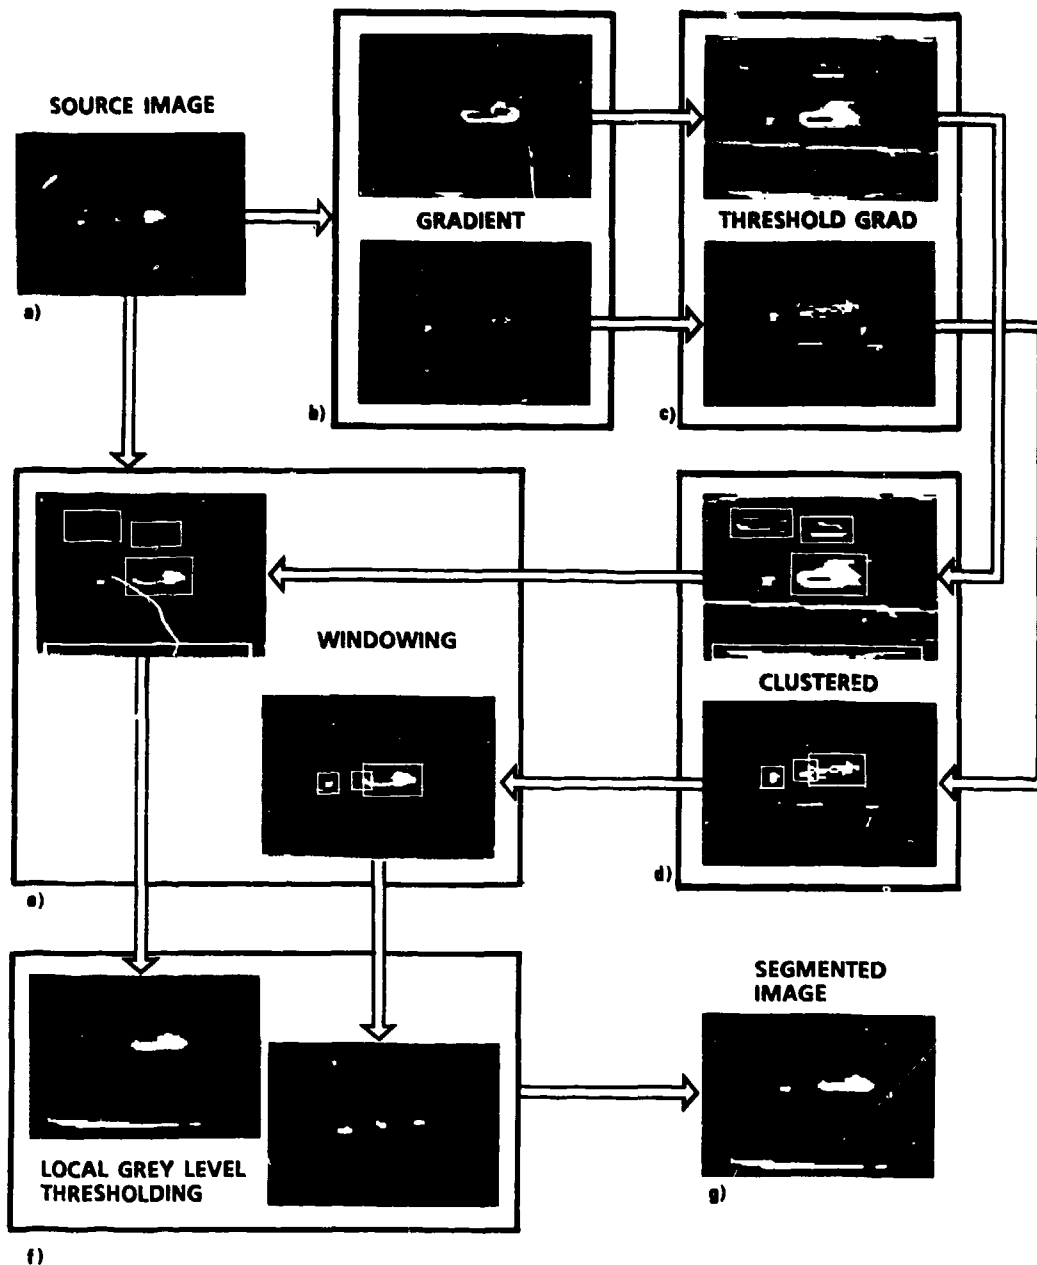 SOURCE IMAGE
a)
GRADIENT
b)
THRESHOLD GRAD
c)
WINDOWING
e)
CLUSTERED
d)
LOCAL GREY LEVEL
THRESHOLDING
f)
SEGMENTED
IMAGE
g)